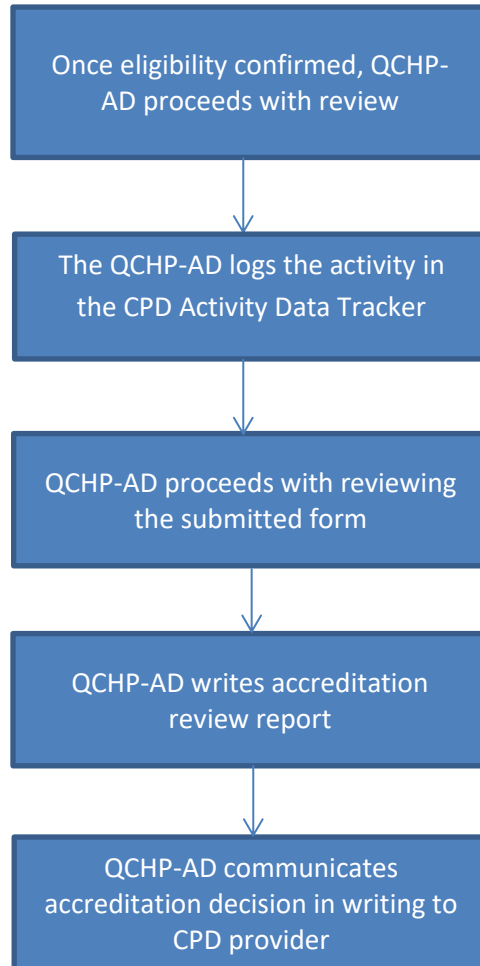 Once eligibility confirmed, QCHP-
AD proceeds with review
The QCHP-AD logs the activity in
the CPD Activity Data Tracker
QCHP-AD proceeds with reviewing
the submitted form
QCHP-AD writes accreditation
review report
QCHP-AD communicates
accreditation decision in writing to
CPD provider